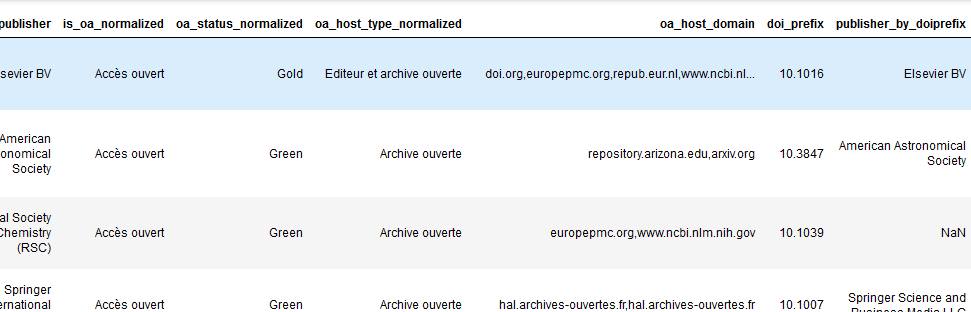 publisher is_oa_normalized oa_status_normalized oa_host_type_normalized oa_host_domain doi_prefix publisher_by_doiprefix
sevier BV Accès ouvert Gold Editeur et archive ouverte doi.org,europepmc.org,repub.eur.nl,www.ncbi.nl... 10.1016 Elsevier BV
American
onomical
Society Accès ouvert Green Archive ouverte repository.arizona.edu,arxiv.org 10.3847 American Astronomical
Society
al Society
Chemistry
(RSC) Accès ouvert Green Archive ouverte europepmc.org,www.ncbi.nlm.nih.gov 10.1039 NaN
Springer
ernational Accès ouvert Green Archive ouverte hal.archives-ouvertes.fr,hal.archives-ouvertes.fr 10.1007 Springer Science and
Business Media LLC